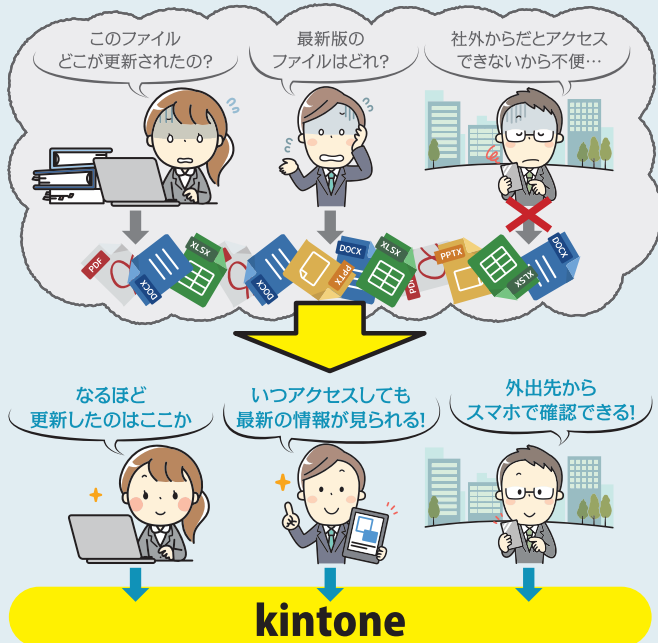 このファイル
どこが更新されたの?
最新版の
ファイルはどれ?
社外からだとアクセス
できないから不便…
PDF
DOCX
XLSX
DOCX
PPTX
DOCX
XLSX
PD
PPTX
XLSX
DOCX
なるほど
更新したのはここか
いつアクセスしても
最新の情報が見られる!
外出先から
スマホで確認できる!
kintone